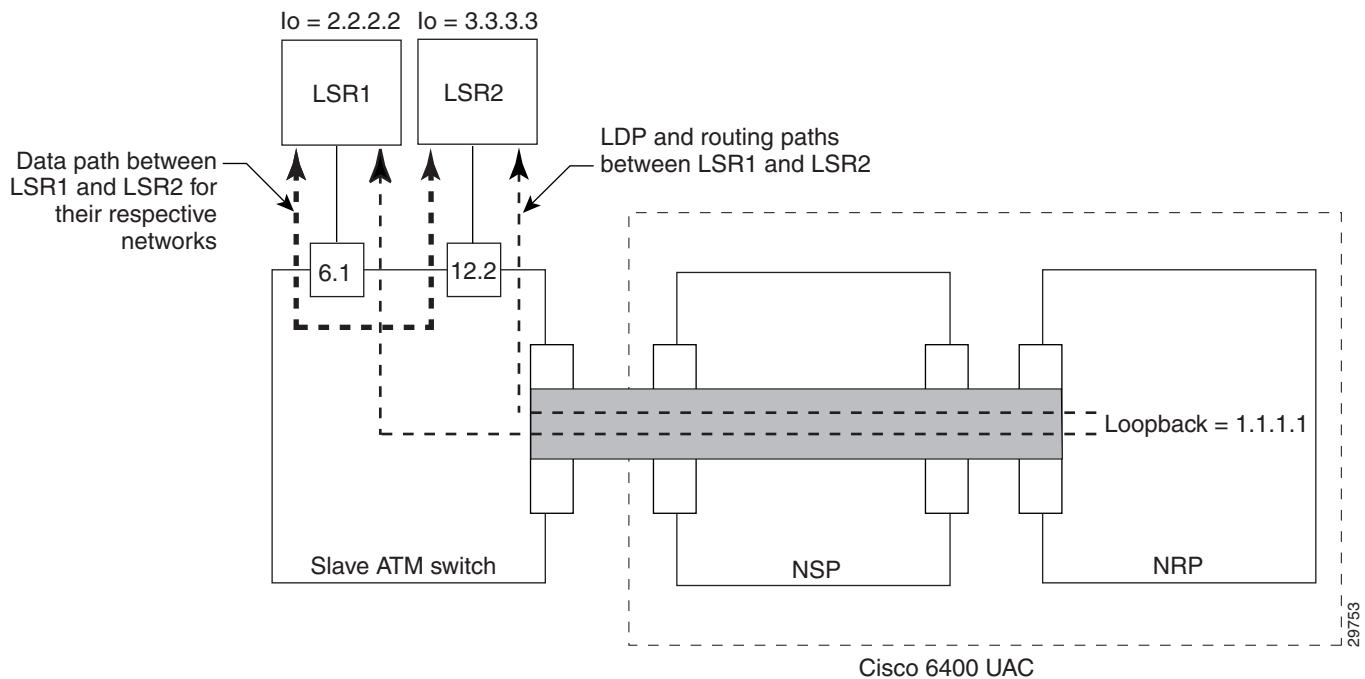 lo = 2.2.2.2 lo = 3.3.3.3
LSR1
LSR2
Data path between
LSR1 and LSR2 for
their respective
networks
LDP and routing paths
between LSR1 and LSR2
6.1
12.2
Loopback = 1.1.1.1
Slave ATM switch
NSP
NRP
Cisco 6400 UAC
29753